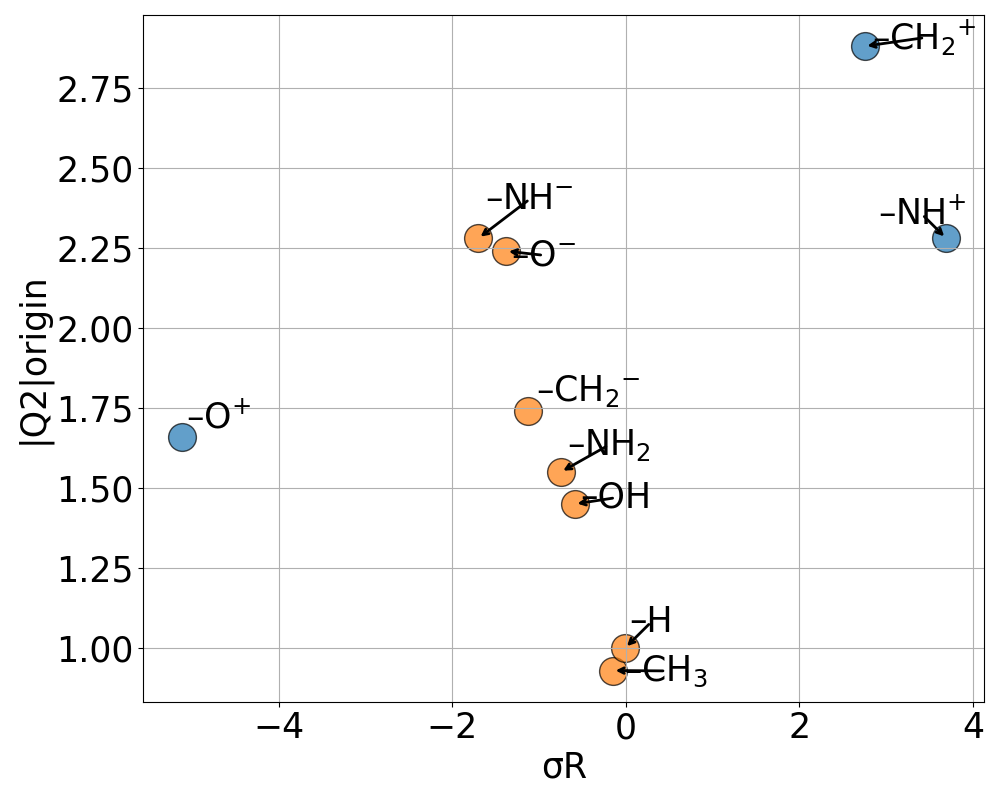 –CH₂⁺
2.75
2.50
–NH⁻
–NH⁺
2.25
–O⁻
2.00
–CH₂⁻
1.75
–O⁺
–NH₂
1.50
–OH
1.25
–H
1.00
–CH₃
|Q2|origin
−4 −2 0 2 4
σR